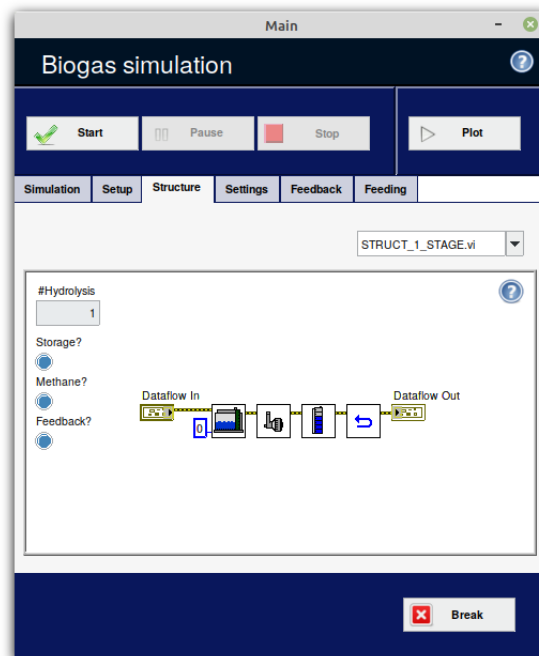 Main
Biogas simulation
Start
Pause
Stop
Plot
Simulation
Setup
Structure
Settings
Feedback
Feeding
STRUCT_1_STAGE.vi
#Hydrolysis
1
Storage?
Methane?
Feedback?
Dataflow In
Dataflow Out
0
Break